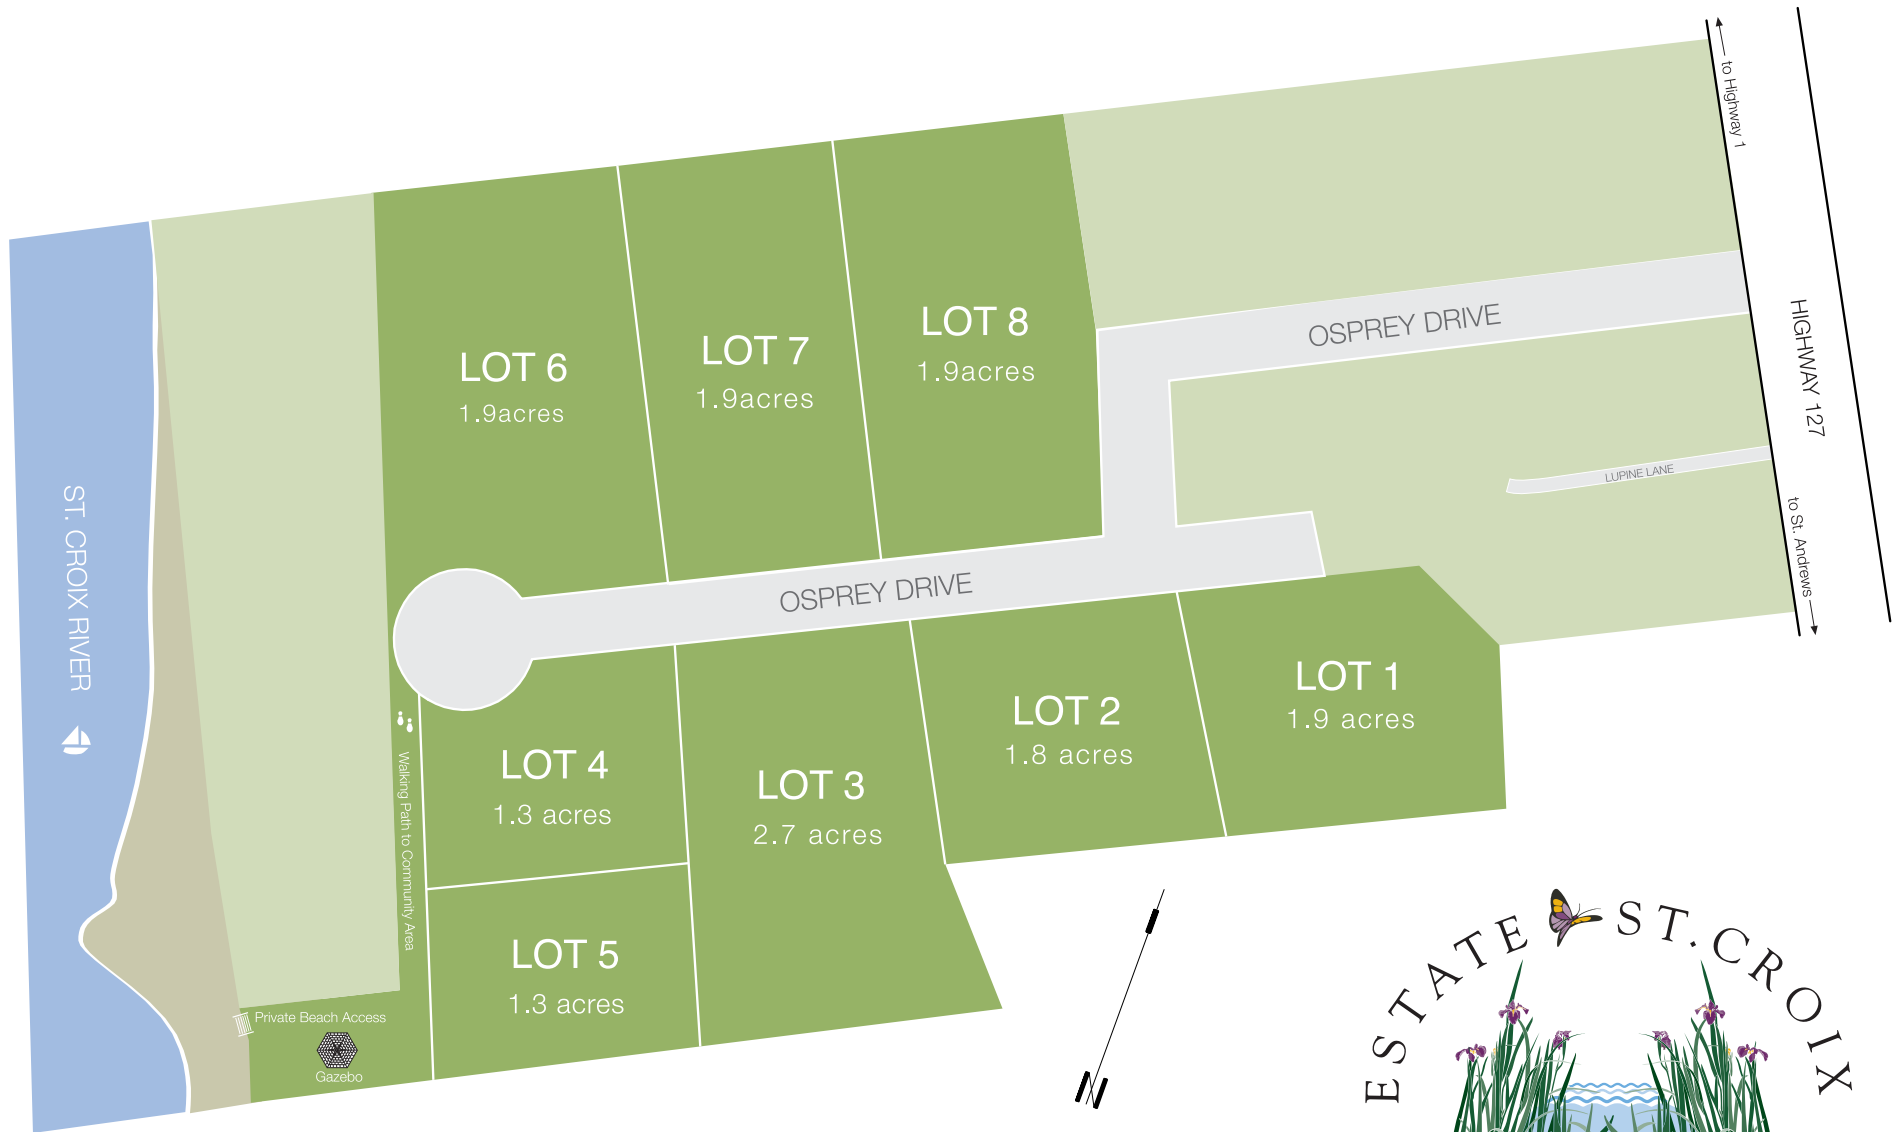 to Highway 1
HIGHWAY 127
to St. Andrews
OSPREY DRIVE
LUPINE LANE
LOT 8
1.9acres
LOT 7
1.9acres
LOT 6
1.9acres
OSPREY DRIVE
LOT 1
1.9 acres
LOT 2
1.8 acres
LOT 3
2.7 acres
LOT 4
1.3 acres
LOT 5
1.3 acres
ST. CROIX RIVER
Walking Path to Community Area
Private Beach Access
Gazebo
N
ESTATE ST. CROIX